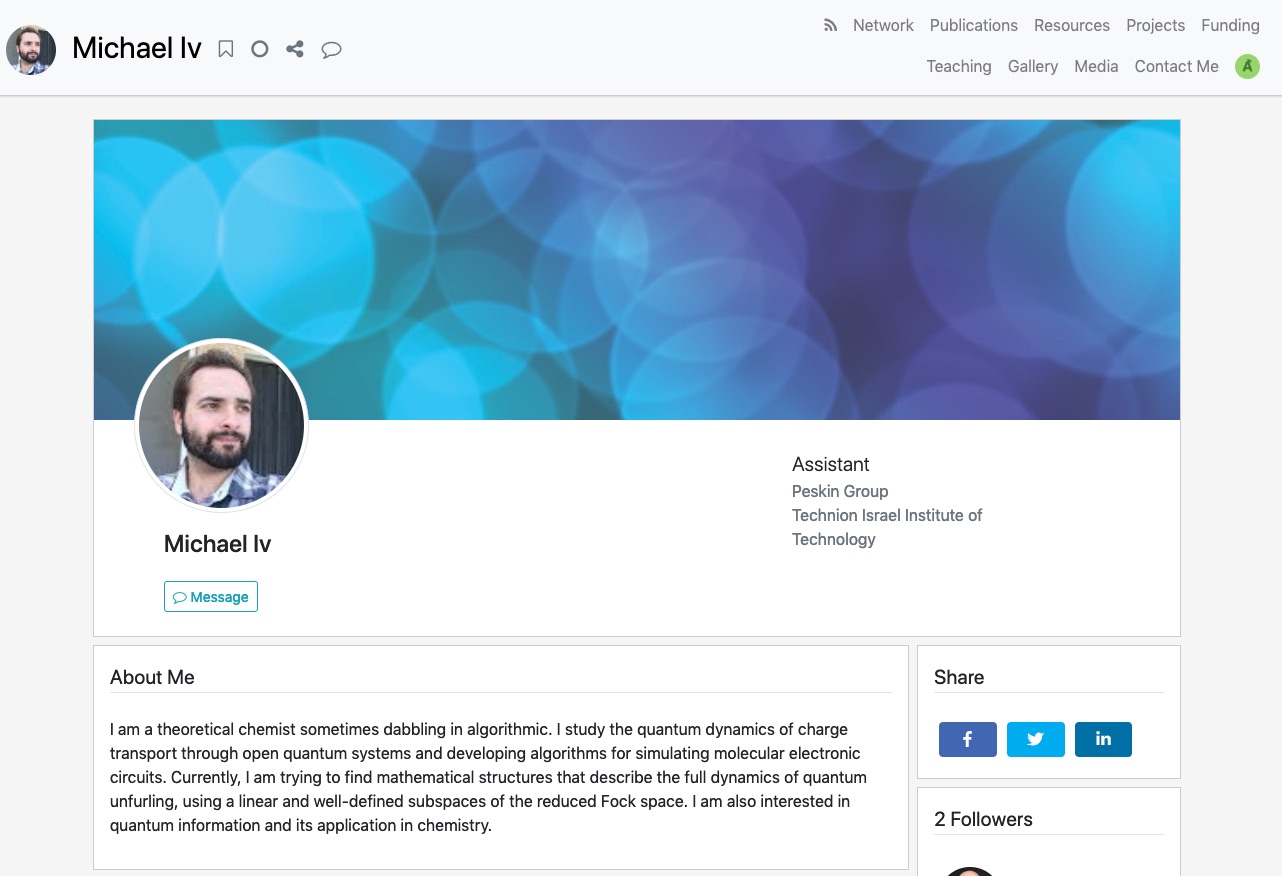 Michael Iv
Network Publications Resources Projects Funding
Teaching Gallery Media Contact Me
Assistant
Peskin Group
Technion Israel Institute of
Technology
Michael Iv
Message
About Me
I am a theoretical chemist sometimes dabbling in algorithmic. I study the quantum dynamics of charge
transport through open quantum systems and developing algorithms for simulating molecular electronic
circuits. Currently, I am trying to find mathematical structures that describe the full dynamics of quantum
unfurling, using a linear and well-defined subspaces of the reduced Fock space. I am also interested in
quantum information and its application in chemistry.
Share
f in
2 Followers